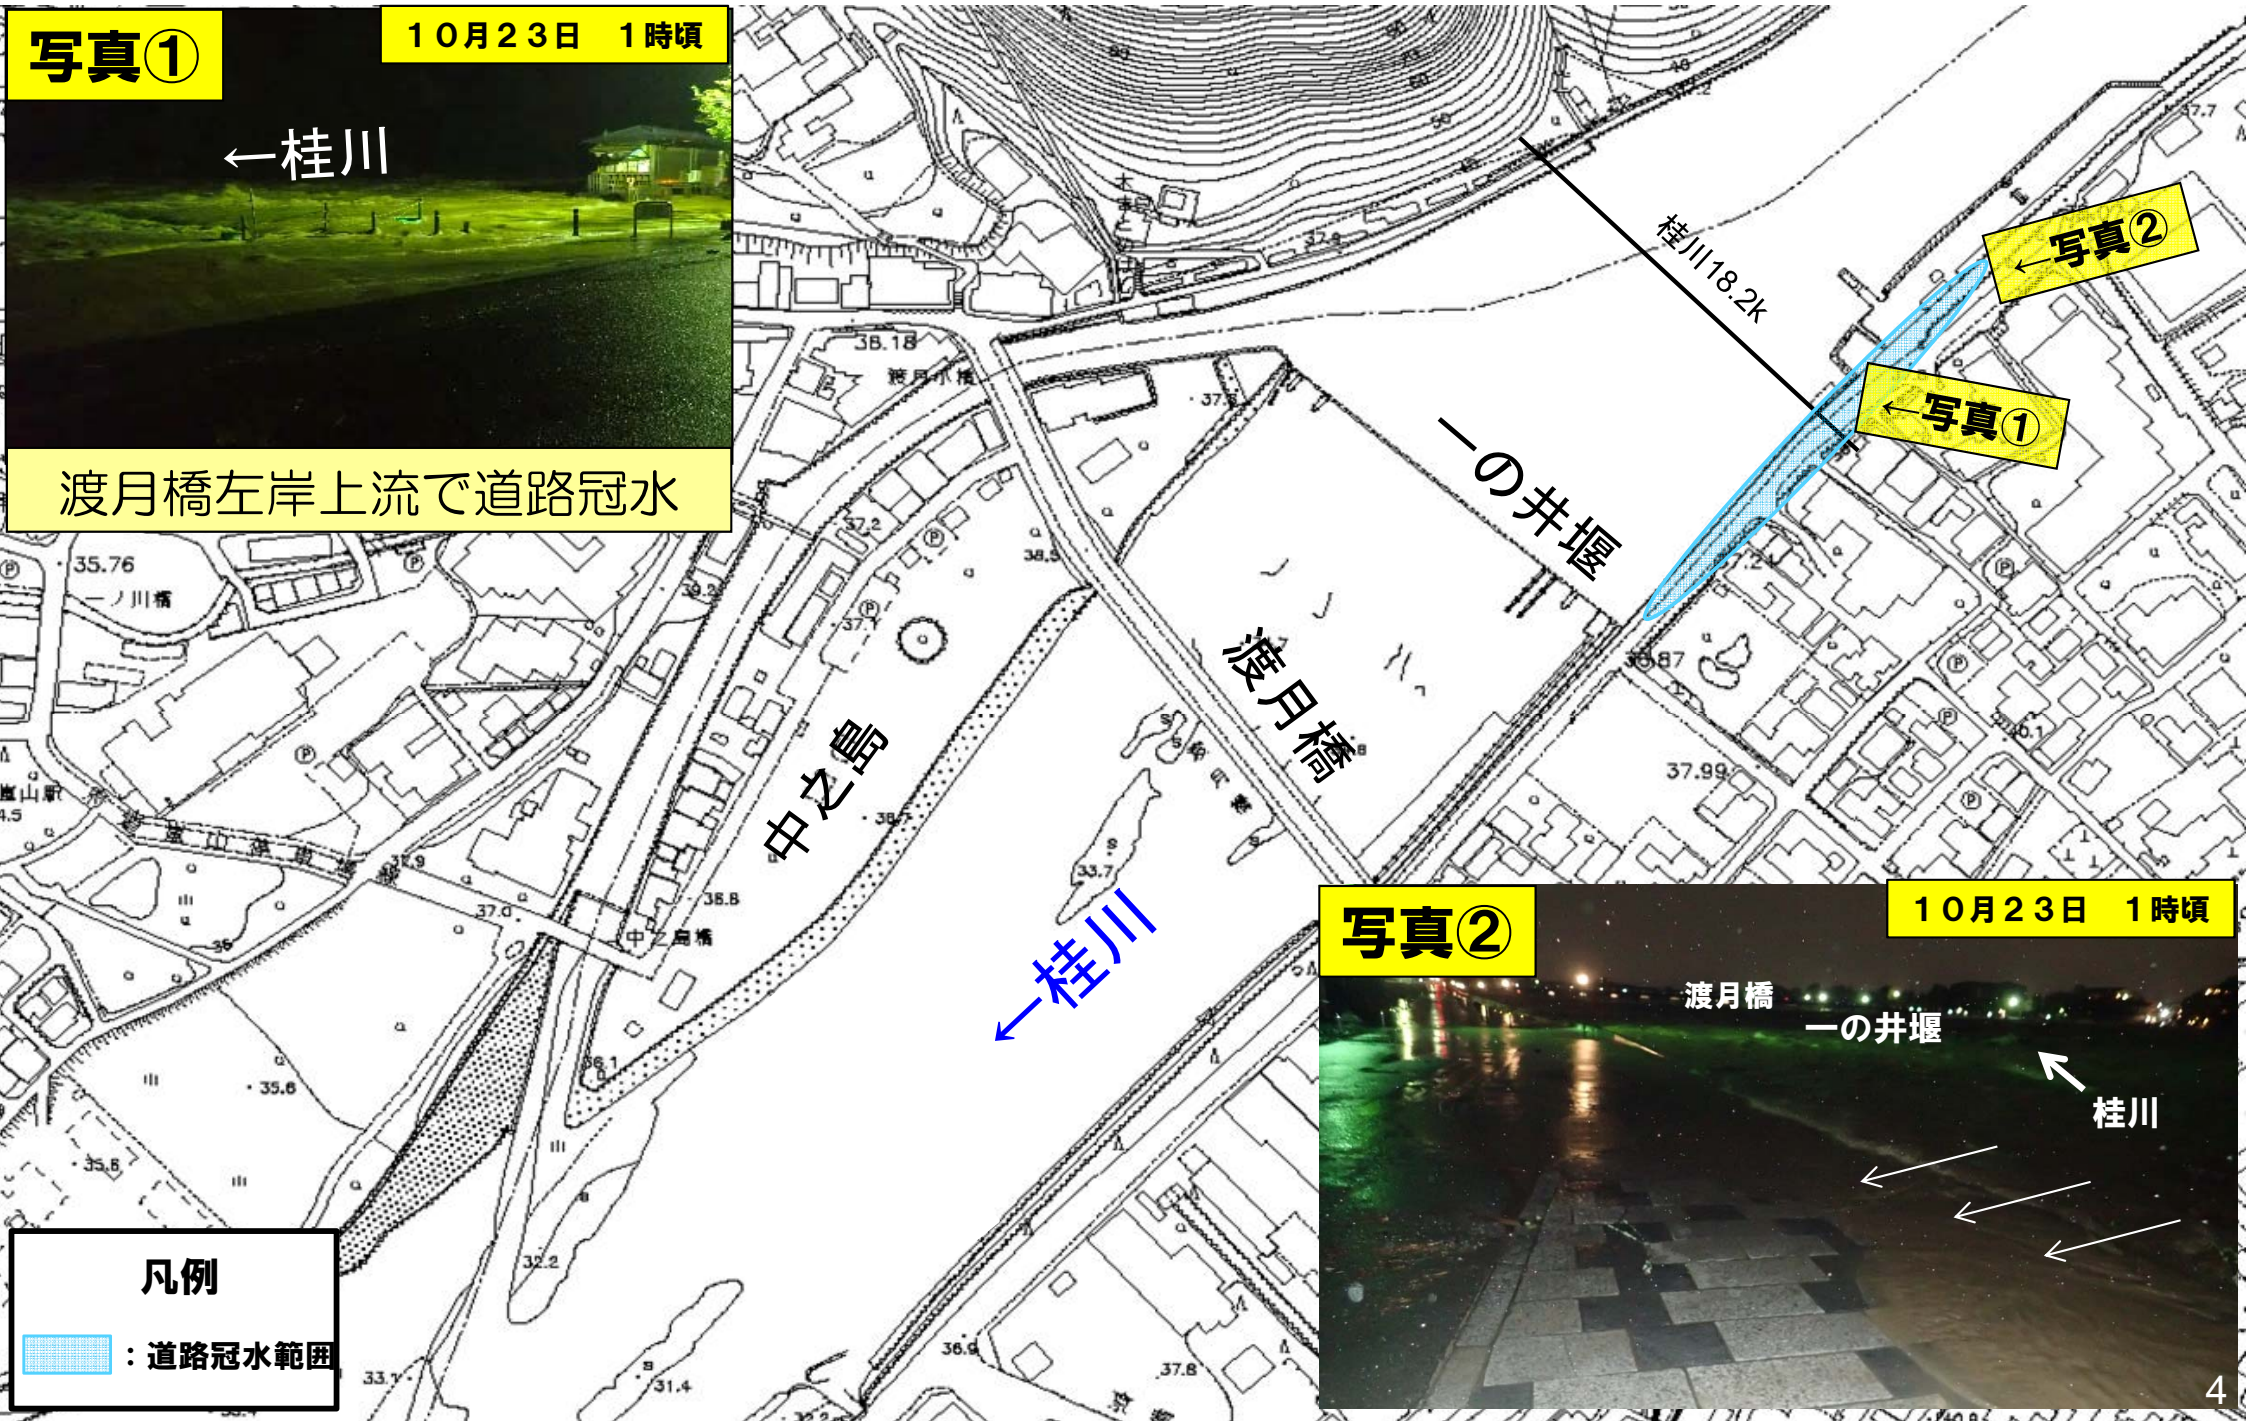 写真①
10月23日 1時頃
←桂川
渡月橋左岸上流で道路冠水
桂川18.2k
←写真②
←写真①
一の井堰
渡月橋
中之島
←桂川
38.18
渡月小橋
35.76
一ノ川橋
37.2
37.1
37.99
33.7
38.8
37.0
中之島橋
35.6
35.6
36.1
32.2
31.4
33.1
36.9
37.8
40.1
嵐山駅
凡例
：道路冠水範囲
写真②
10月23日 1時頃
渡月橋
一の井堰
桂川
4